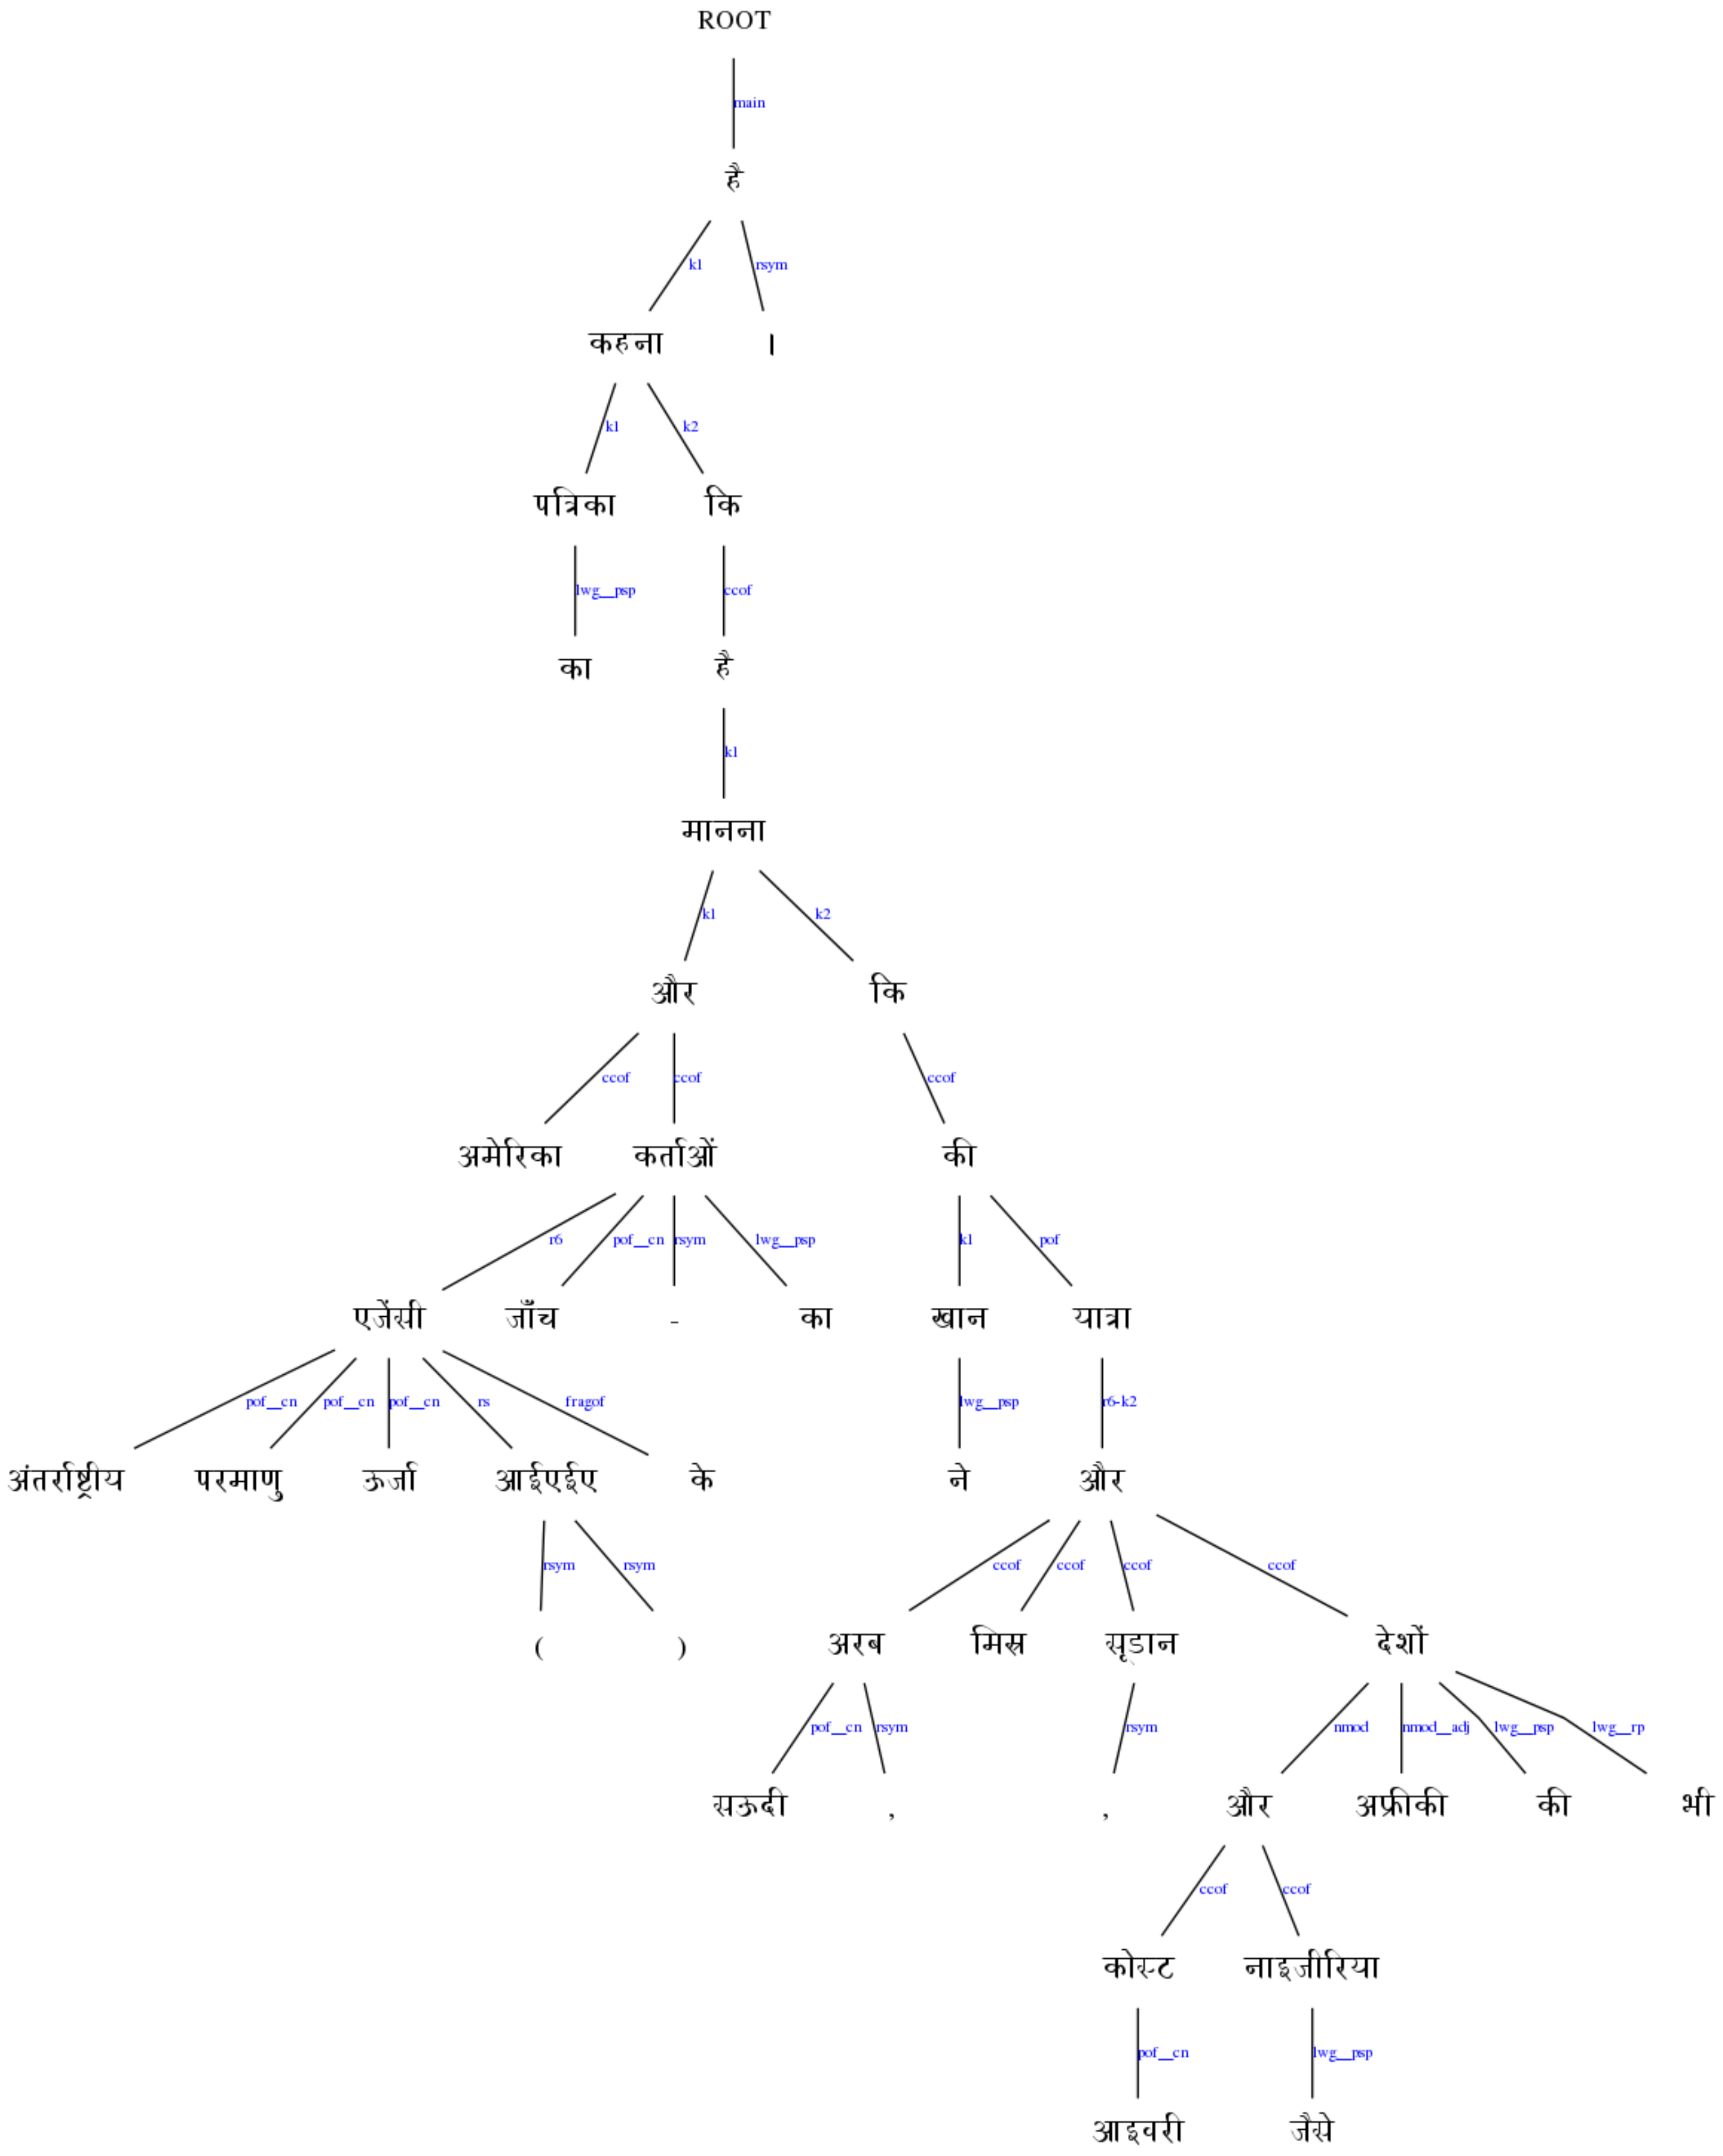 ROOT
main
है
k1 rsym
कहना ।
k1 k2
पत्रिका कि
lwg__psp ccof
का है
k1
मानना
k1 k2
और कि
ccof ccof ccof
अमेरिका कर्ताओं की
r6 pof__cn rsym lwg__psp k1 pof
एजेंसी जाँच - का खान यात्रा
pof__cn pof__cn pof__cn rs fragof lwg__psp r6-k2
अंतर्राष्ट्रीय परमाणु ऊर्जा आईएईए के ने और
rsym rsym ccof ccof ccof ccof
( ) अरब मिस्र सूडान देशों
pof__cn rsym rsym nmod nmod__adj lwg__psp lwg__rp
सऊदी , , और अफ्रीकी की भी
ccof ccof
कोस्ट नाइजीरिया
pof__cn lwg__psp
आइवरी जैसे